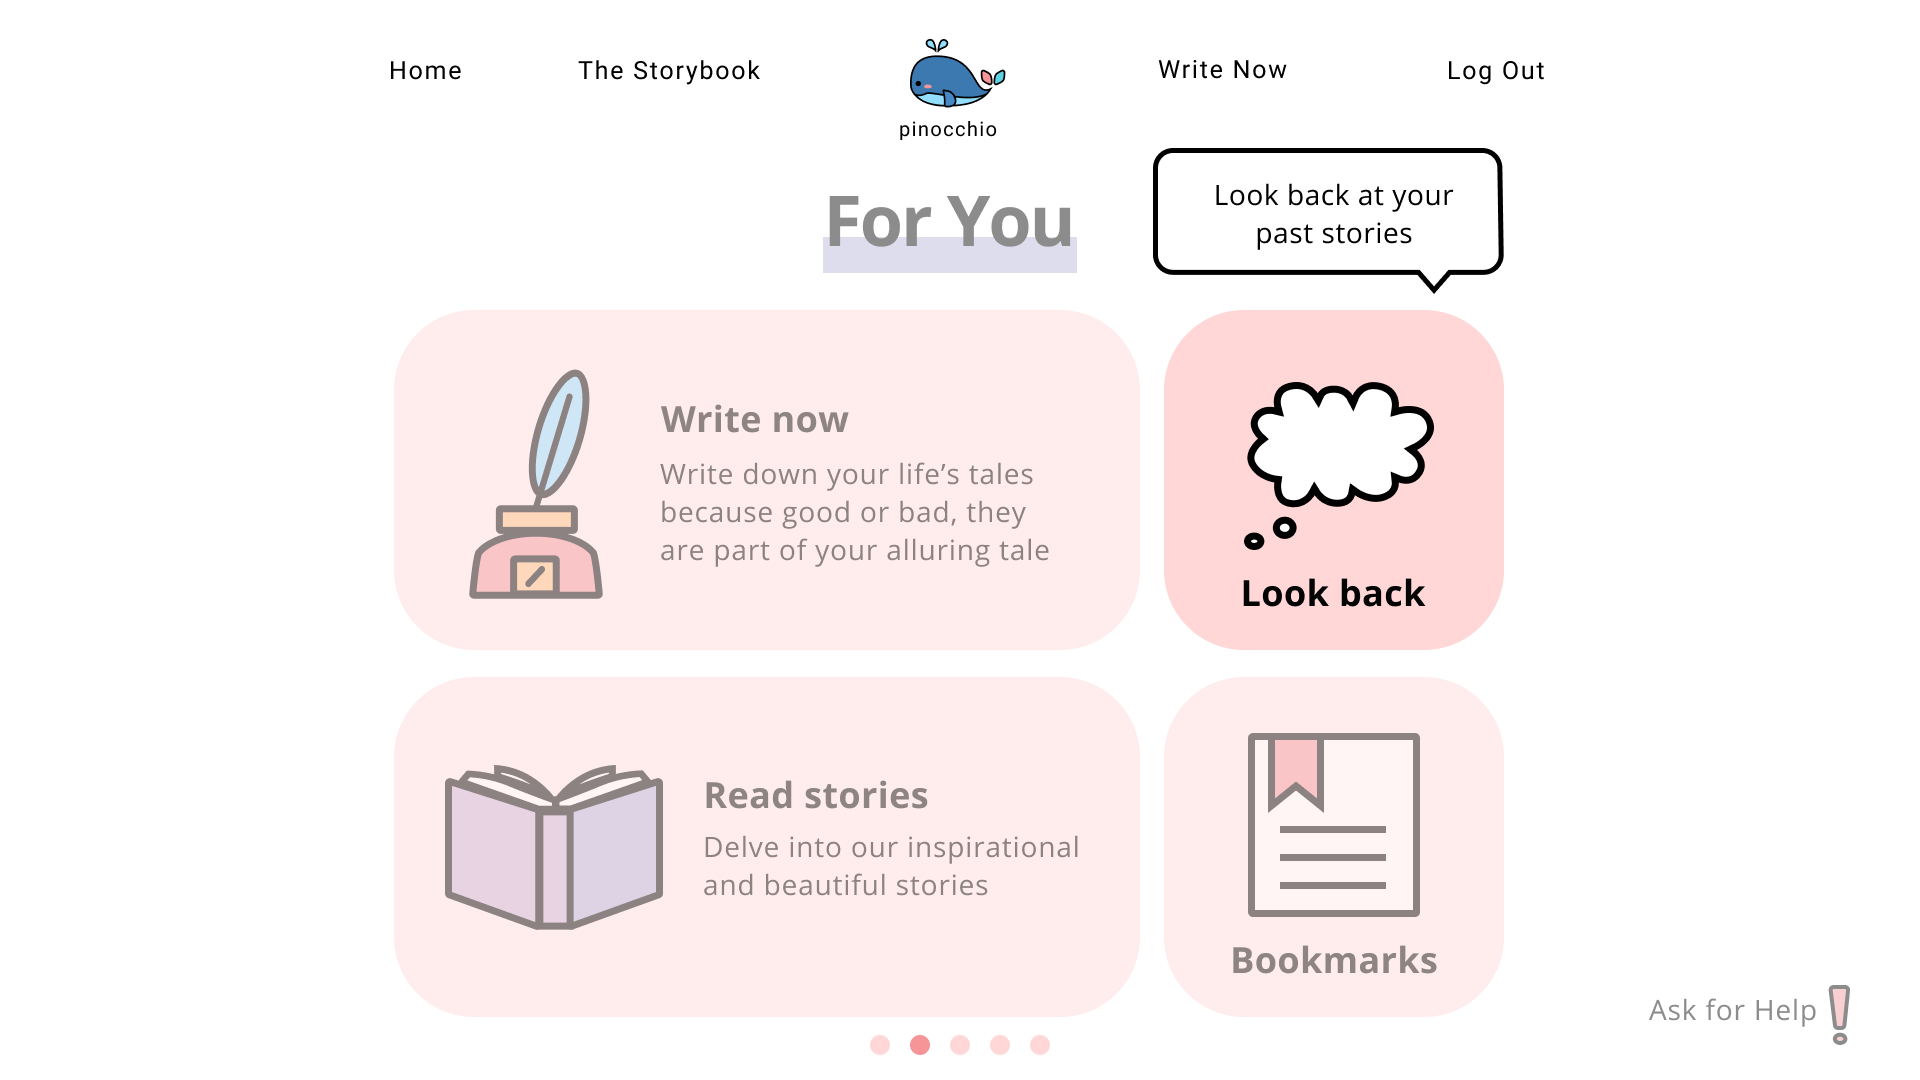 Home
The Storybook
pinocchio
Write Now
Log Out
For You
Look back at your
past stories
Write now
Write down your life’s tales
because good or bad, they
are part of your alluring tale
Look back
Read stories
Delve into our inspirational
and beautiful stories
Bookmarks
Ask for Help